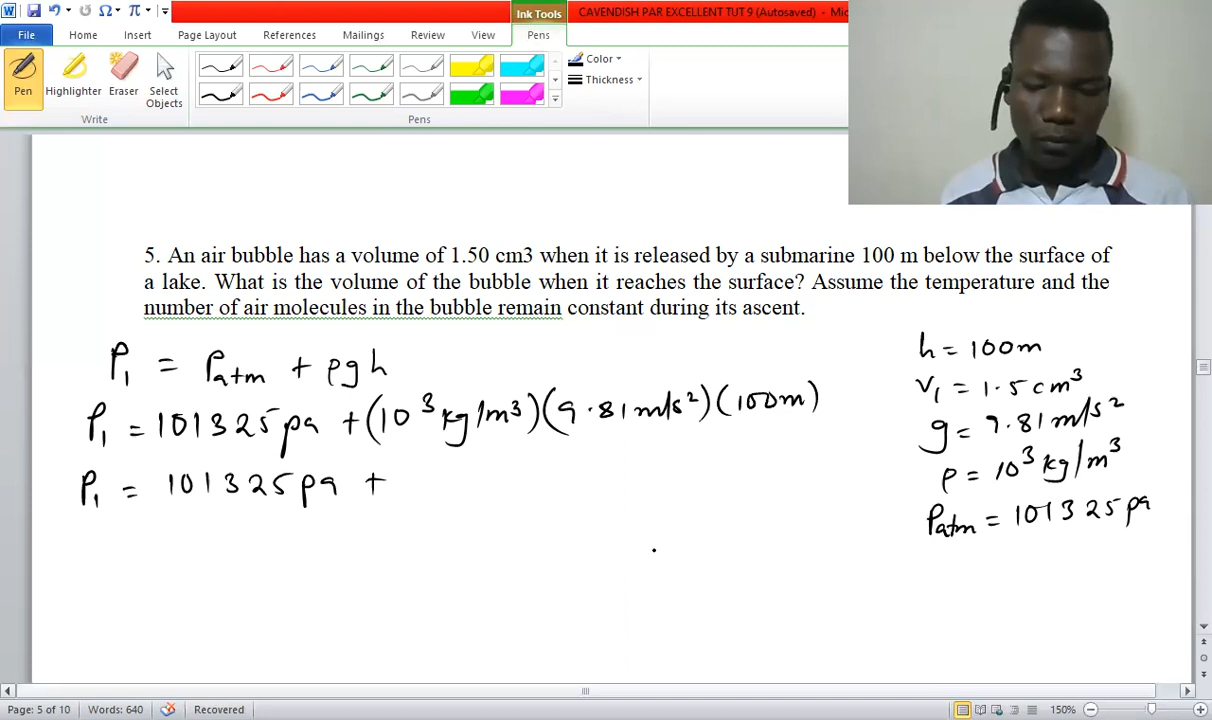 Ink Tools
CAVENDISH PAR EXCELLENT TUT 9 (Autosaved) - Mic
File Home Insert Page Layout References Mailings Review View Pens
Pen Highlighter Eraser Select Objects
Color
Thickness
Write Pens
5. An air bubble has a volume of 1.50 cm3 when it is released by a submarine 100 m below the surface of
a lake. What is the volume of the bubble when it reaches the surface? Assume the temperature and the
number of air molecules in the bubble remain constant during its ascent.
P₁ = Patm + ρgh
P₁ = 101325pa + (10³ kg/m³)(9.81 m/s²)(100m)
P₁ = 101325pa +
h = 100m
V₁ = 1.5 cm³
g = 9.81 m/s²
ρ = 10³ kg/m³
Patm = 101325 pa
Page: 5 of 10 Words: 640 Recovered 150%